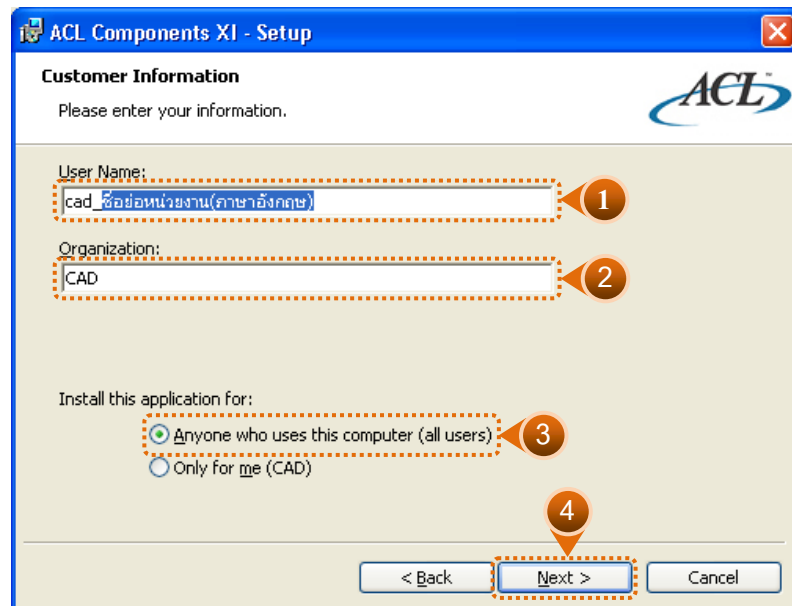 ACL Components XI - Setup
Customer Information
Please enter your information.
ACL
User Name:
cad_ชื่อย่อหน่วยงาน(ภาษาอังกฤษ)
1
Organization:
CAD
2
Install this application for:
Anyone who uses this computer (all users)
3
Only for me (CAD)
4
< Back Next > Cancel